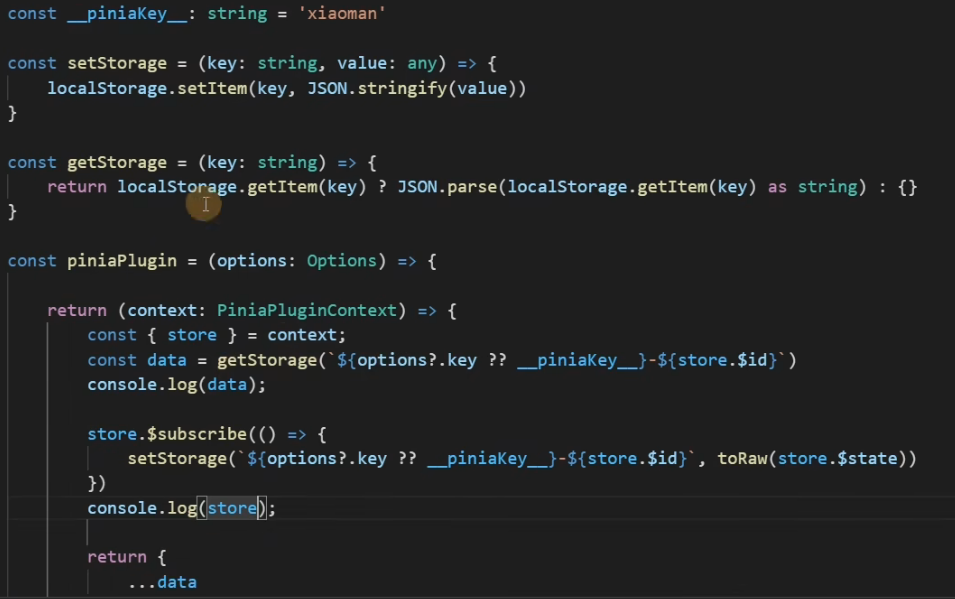 const __piniaKey__: string = 'xiaoman'
const setStorage = (key: string, value: any) => {
localStorage.setItem(key, JSON.stringify(value))
}
const getStorage = (key: string) => {
return localStorage.getItem(key) ? JSON.parse(localStorage.getItem(key) as string) : {}
}
const piniaPlugin = (options: Options) => {
return (context: PiniaPluginContext) => {
const { store } = context;
const data = getStorage(`${options?.key ?? __piniaKey__}-${store.$id}`)
console.log(data);
store.$subscribe(() => {
setStorage(`${options?.key ?? __piniaKey__}-${store.$id}`, toRaw(store.$state))
})
console.log(store);
return {
...data